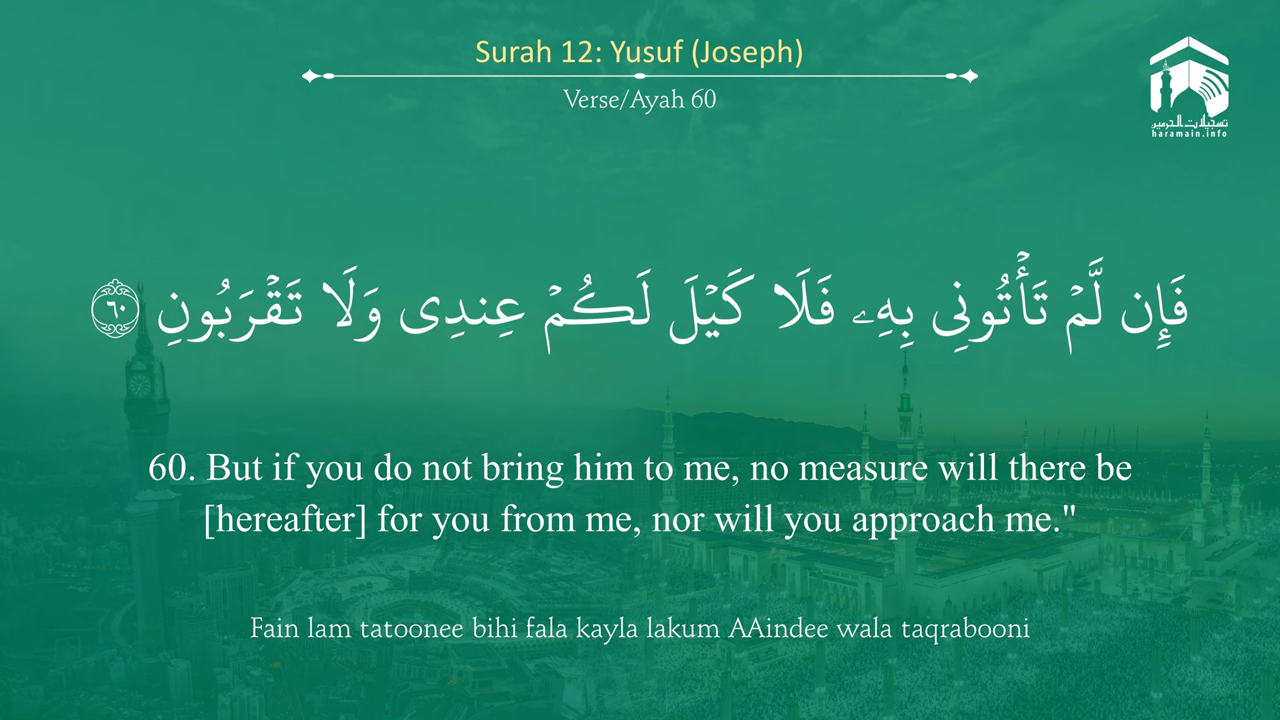 Surah 12: Yusuf (Joseph)
Verse/Ayah 60
تسجيلات الحرمين
haramain.info
فَإِن لَّمۡ تَأۡتُونِی بِهِۦ فَلَا كَیۡلَ لَكُمۡ عِندِی وَلَا تَقۡرَبُونِ ٦٠
60. But if you do not bring him to me, no measure will there be
[hereafter] for you from me, nor will you approach me."
Fain lam tatoonee bihi fala kayla lakum AAindee wala taqrabooni